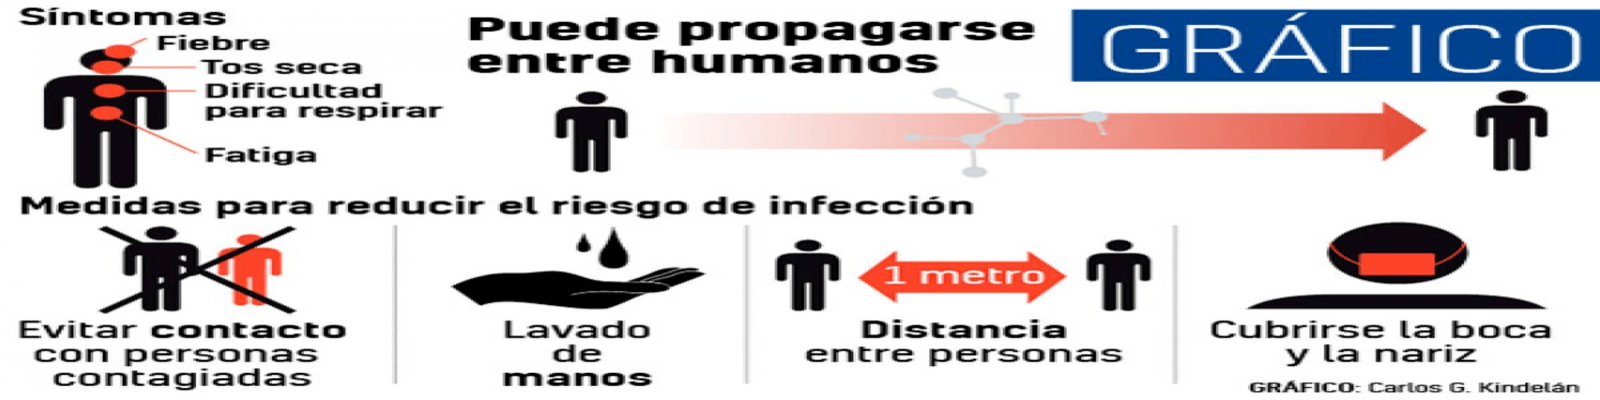 Síntomas
Fiebre
Tos seca
Dificultad
para respirar
Fatiga
Puede propagarse
entre humanos
GRÁFICO
Medidas para reducir el riesgo de infección
Evitar contacto
con personas
contagiadas
Lavado
de
manos
1 metro
Distancia
entre personas
Cubrirse la boca
y la nariz
GRÁFICO: Carlos G. Kindelán